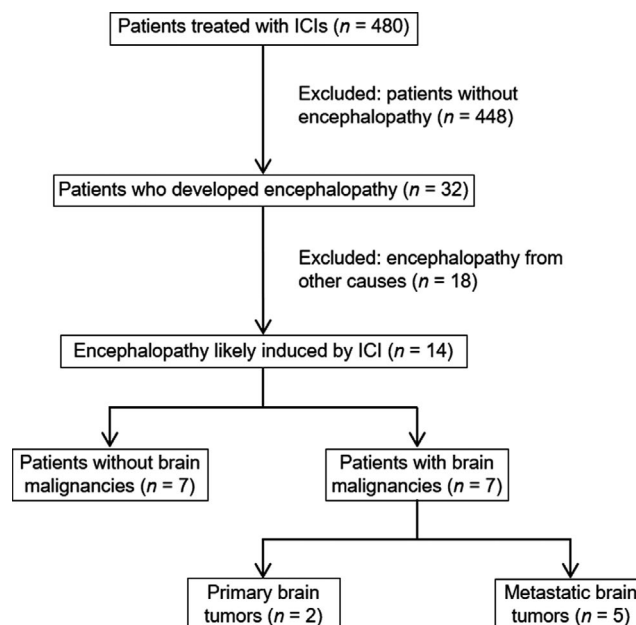 Patients treated with ICIs (n = 480)
Excluded: patients without
encephalopathy (n = 448)
Patients who developed encephalopathy (n = 32)
Excluded: encephalopathy from
other causes (n = 18)
Encephalopathy likely induced by ICI (n = 14)
Patients without brain
malignancies (n = 7)
Patients with brain
malignancies (n = 7)
Primary brain
tumors (n = 2)
Metastatic brain
tumors (n = 5)